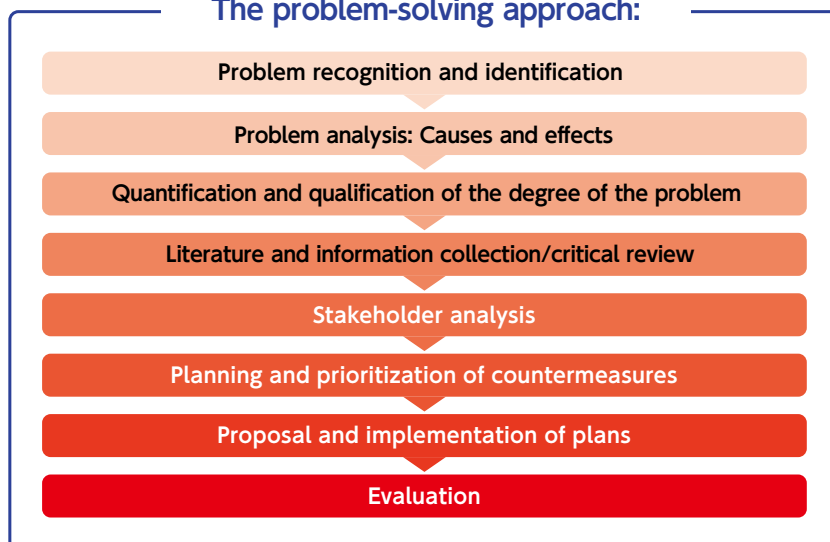 The problem-solving approach:
Problem recognition and identification
Problem analysis: Causes and effects
Quantification and qualification of the degree of the problem
Literature and information collection/critical review
Stakeholder analysis
Planning and prioritization of countermeasures
Proposal and implementation of plans
Evaluation